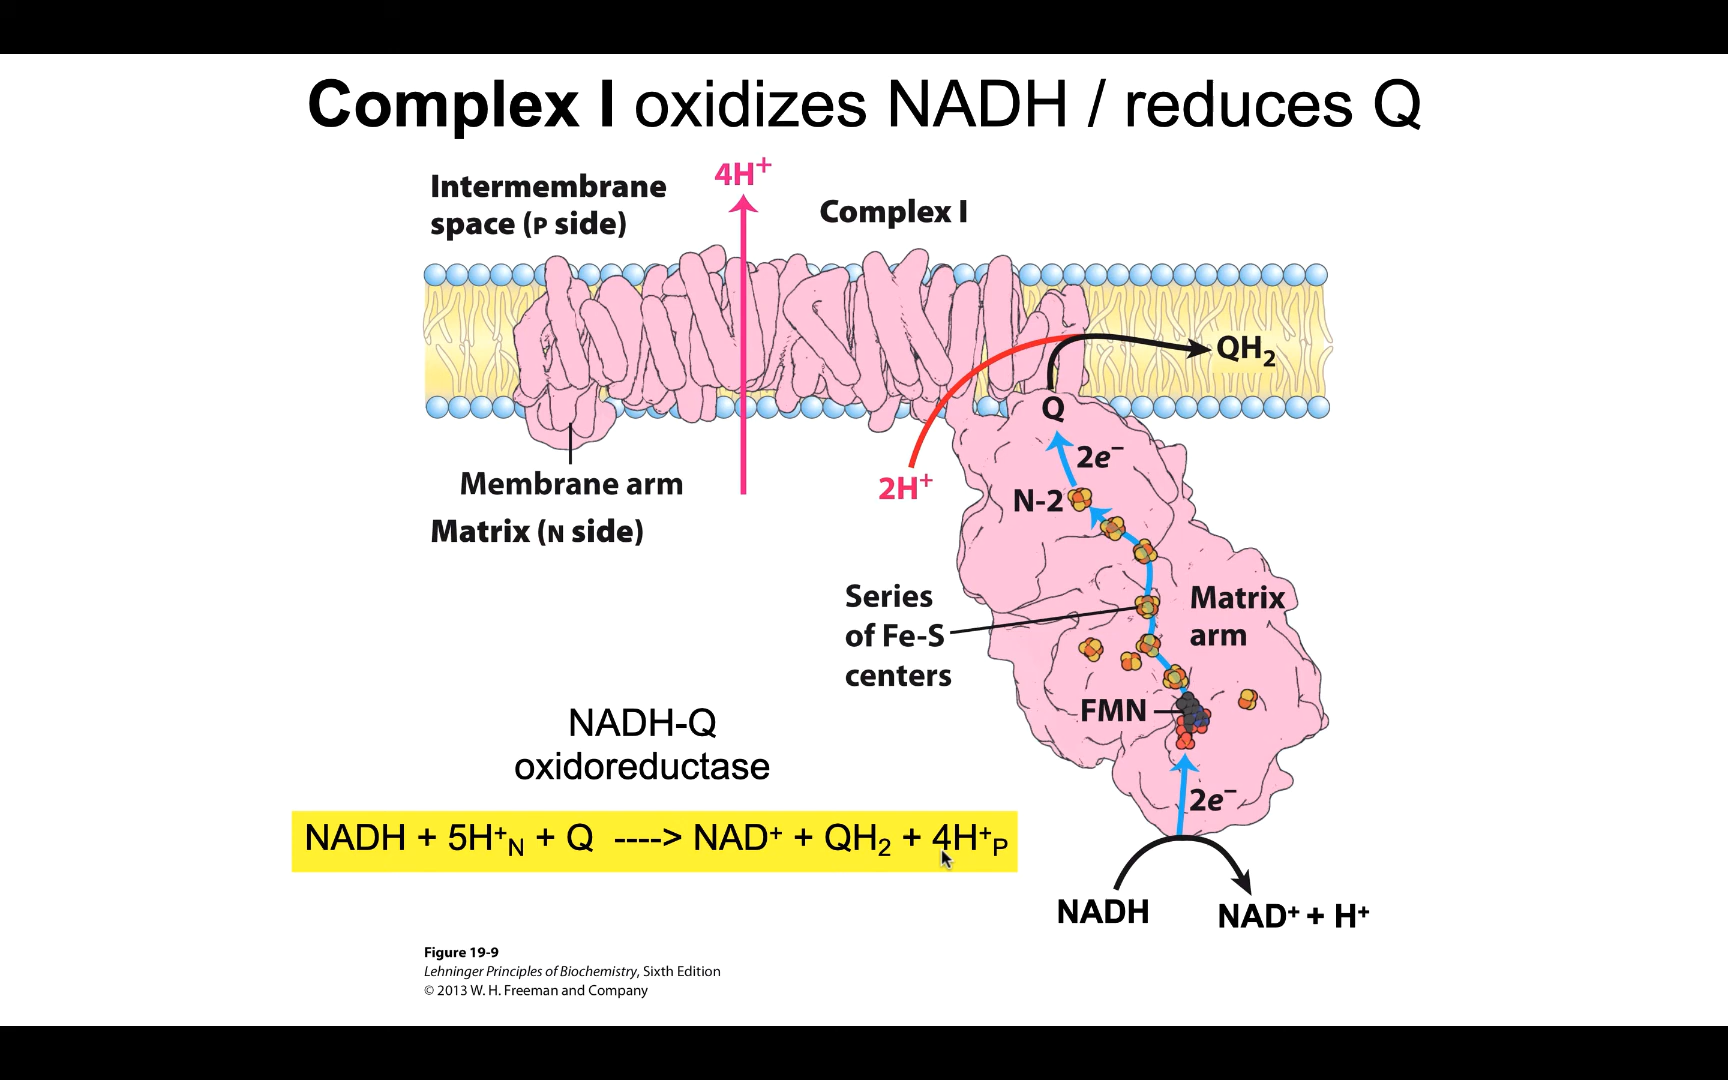 Complex I oxidizes NADH / reduces Q
4H⁺
Intermembrane
space (P side)
Complex I
QH₂
Q
2e⁻
Membrane arm
2H⁺
N-2
Matrix (N side)
Series
of Fe-S
centers
Matrix
arm
FMN
NADH-Q
oxidoreductase
2e⁻
NADH + 5H⁺N + Q ----> NAD⁺ + QH₂ + 4H⁺P
NADH
NAD⁺ + H⁺
Figure 19-9
Lehninger Principles of Biochemistry, Sixth Edition
© 2013 W. H. Freeman and Company